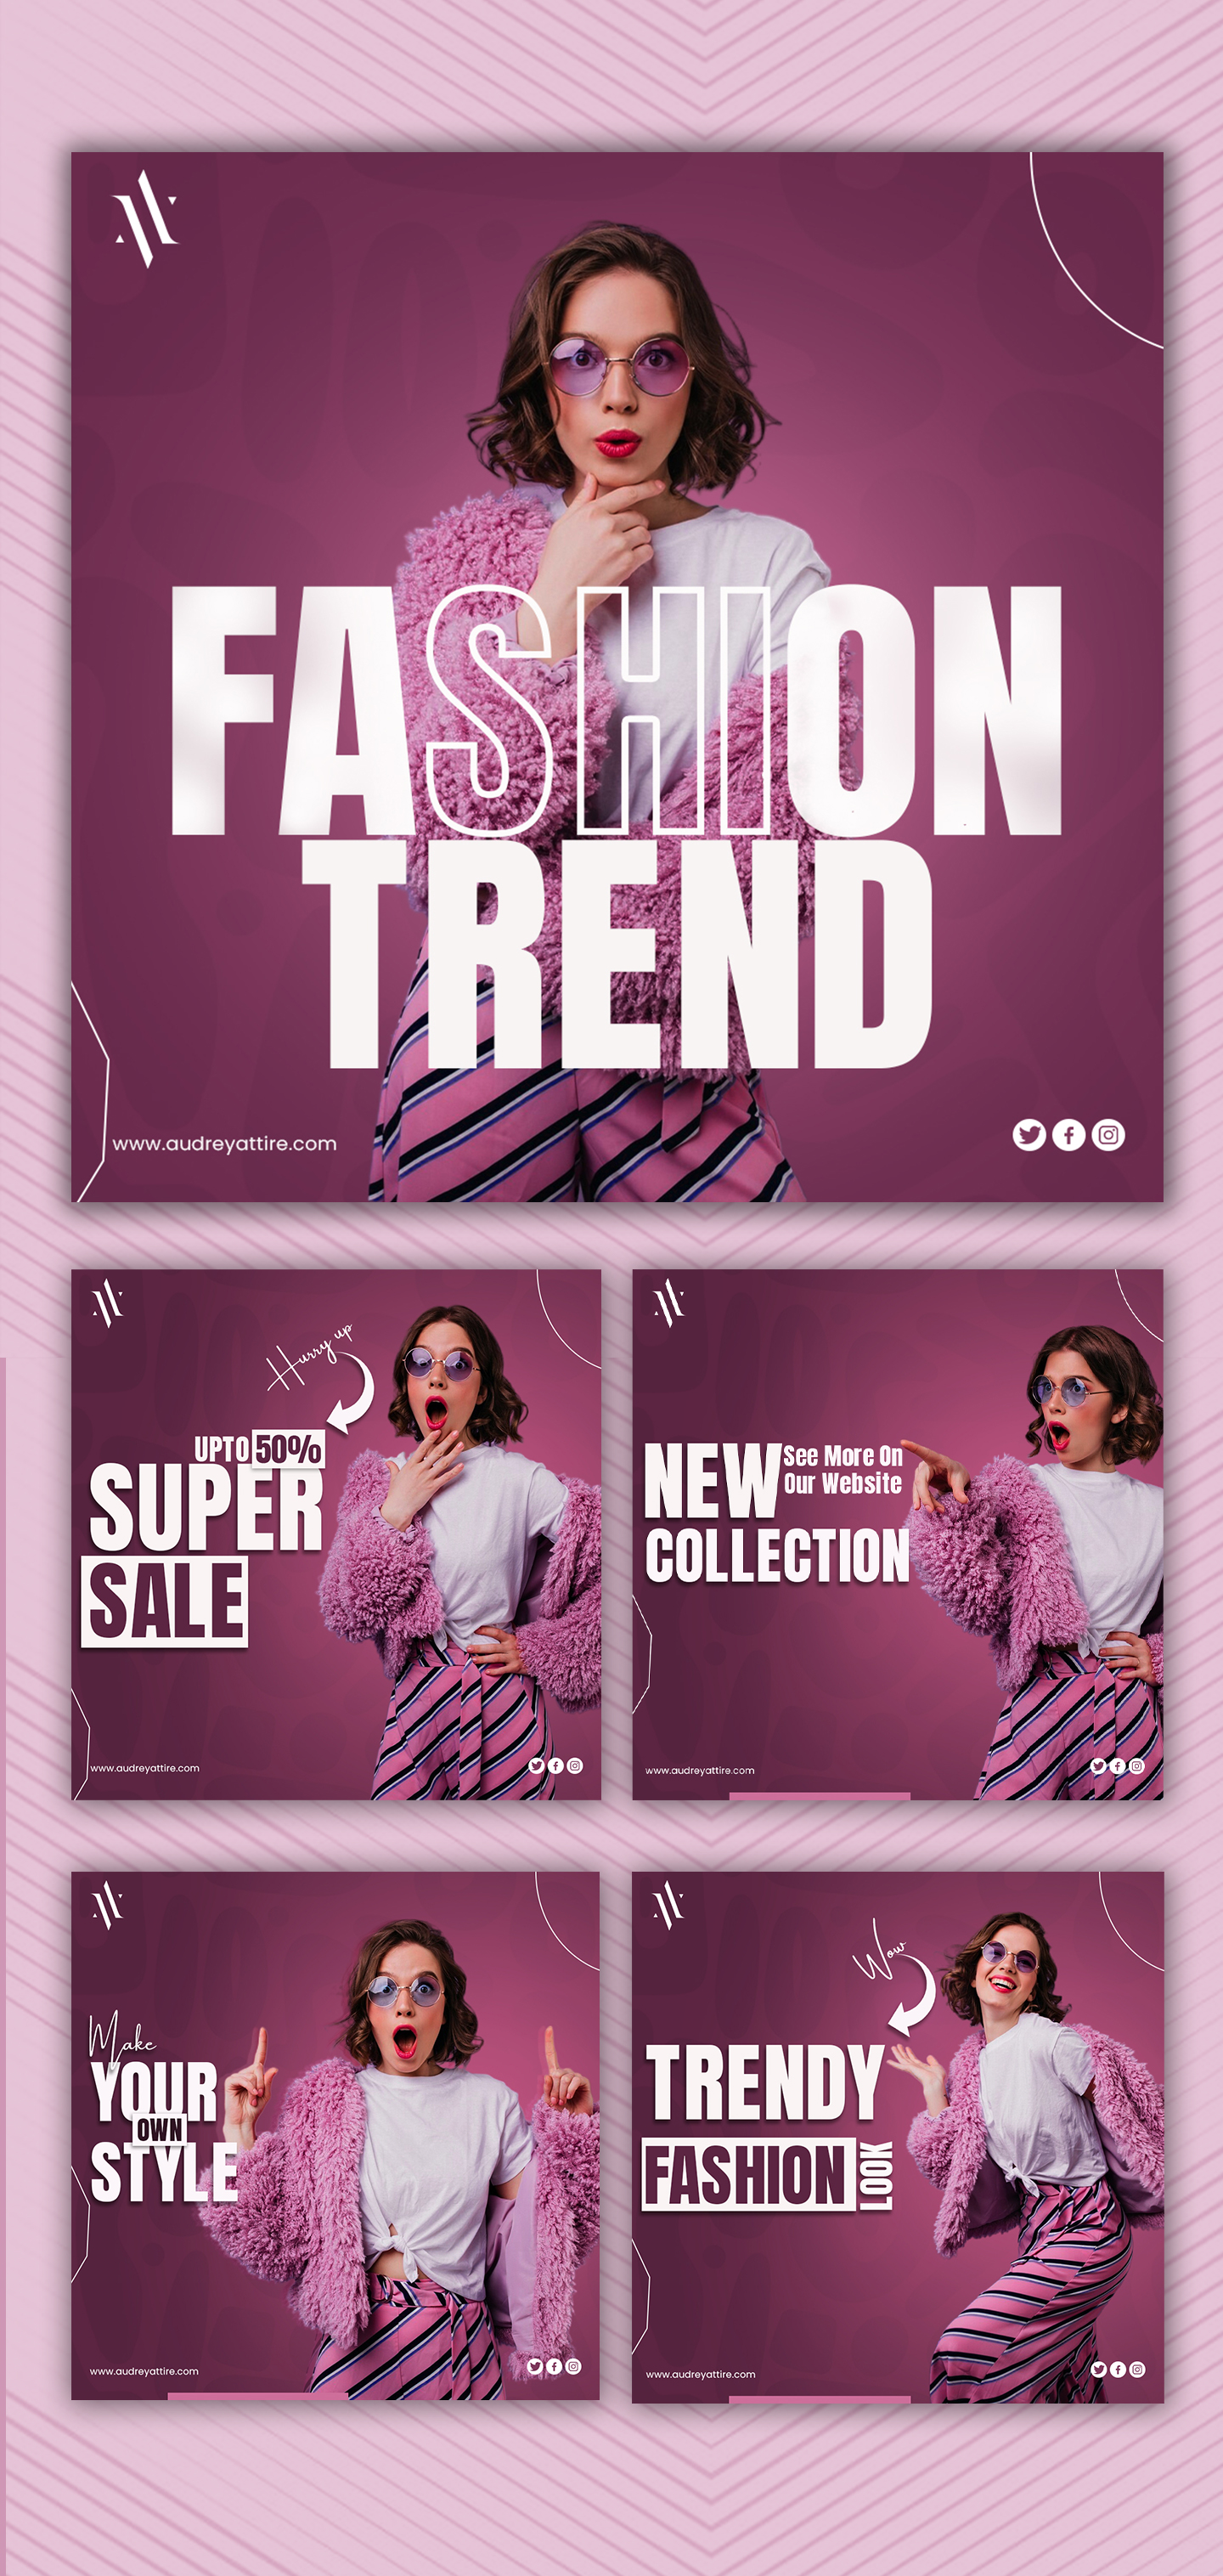 FASHION
TREND
www.audreyattire.com
Hurry up
UPTO 50%
SUPER
SALE
www.audreyattire.com
NEW See More On
Our Website
COLLECTION
www.audreyattire.com
Make
YOUR
OWN
STYLE
www.audreyattire.com
Wow
TRENDY
FASHION LOOK
www.audreyattire.com